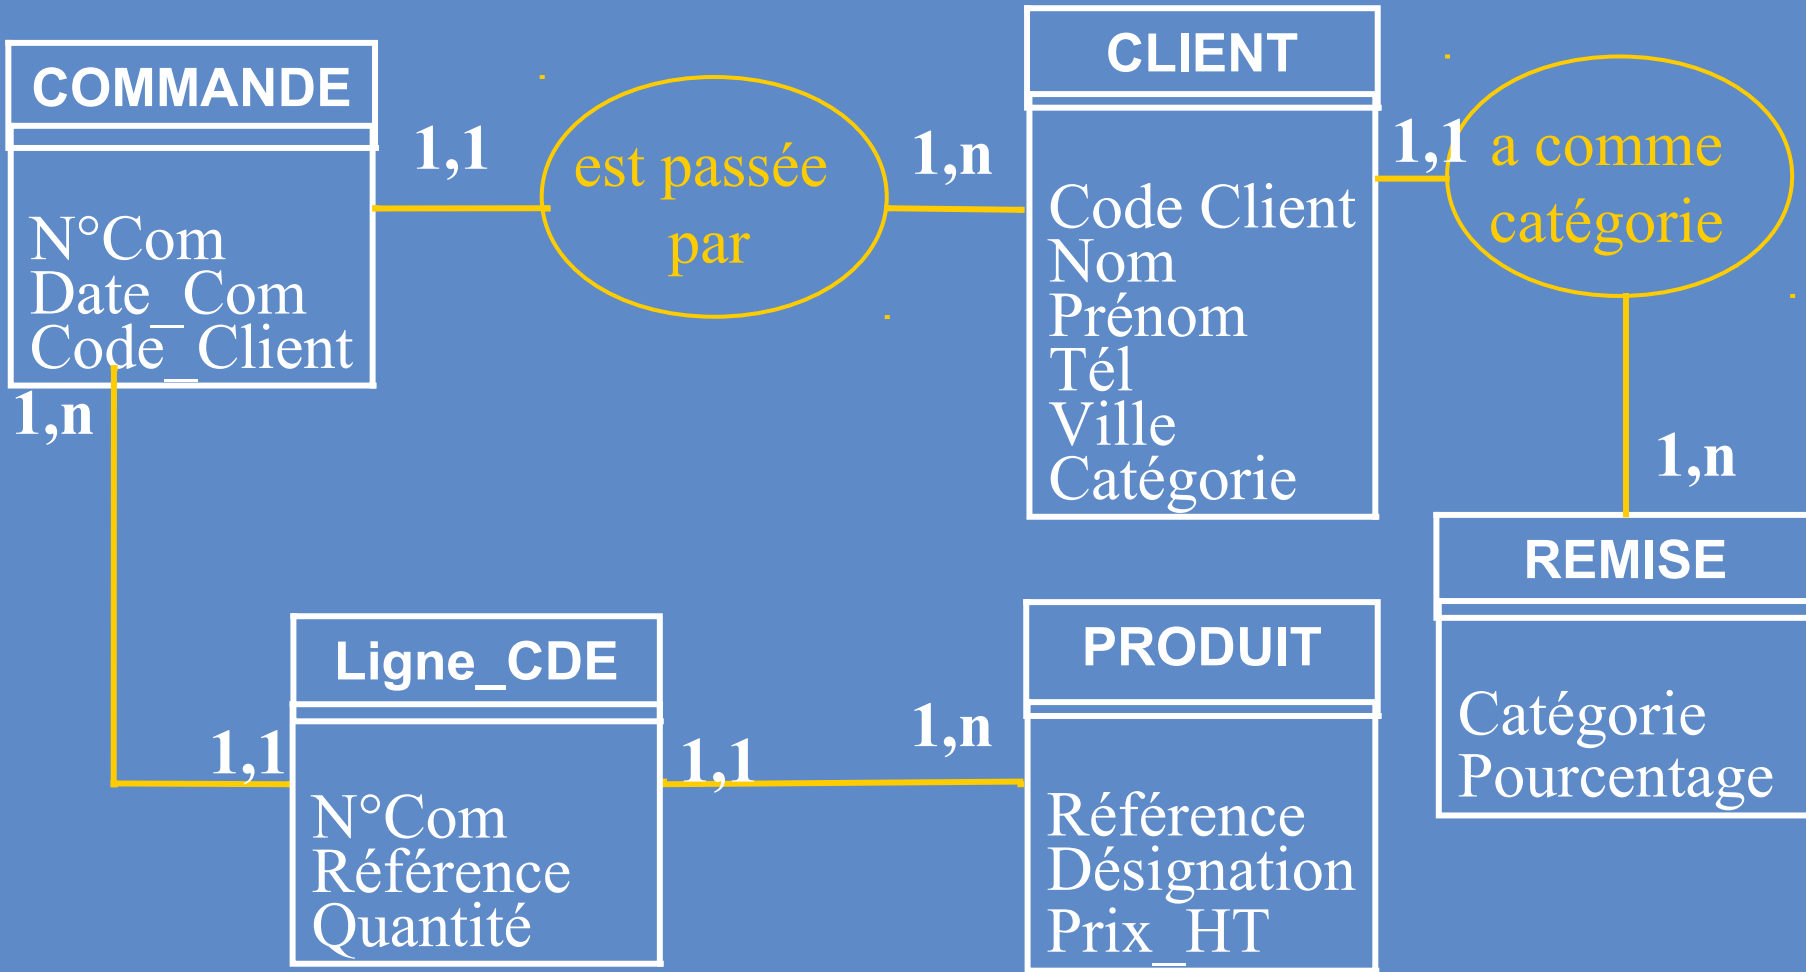 COMMANDE
N°Com
Date_Com
Code_Client
1,1
est passée
par
1,n
CLIENT
Code Client
Nom
Prénom
Tél
Ville
Catégorie
1,1
a comme
catégorie
1,n
1,n
REMISE
Catégorie
Pourcentage
Ligne_CDE
N°Com
Référence
Quantité
1,1
1,1
1,n
PRODUIT
Référence
Désignation
Prix_HT